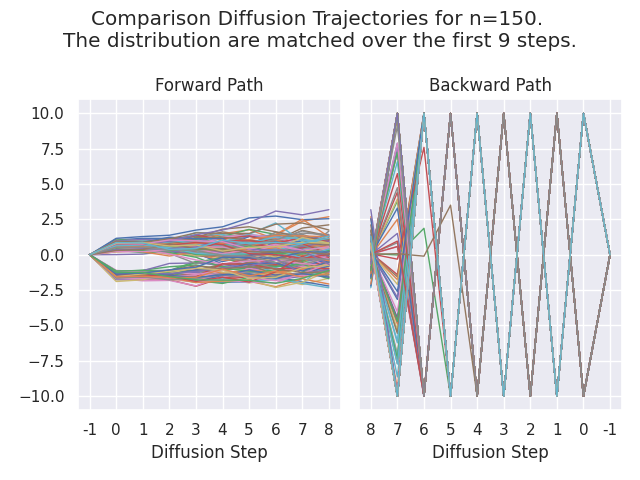 Comparison Diffusion Trajectories for n=150.
The distribution are matched over the first 9 steps.
Forward Path
Backward Path
10.0
7.5
5.0
2.5
0.0
−2.5
−5.0
−7.5
−10.0
-1 0 1 2 3 4 5 6 7 8
8 7 6 5 4 3 2 1 0 -1
Diffusion Step
Diffusion Step